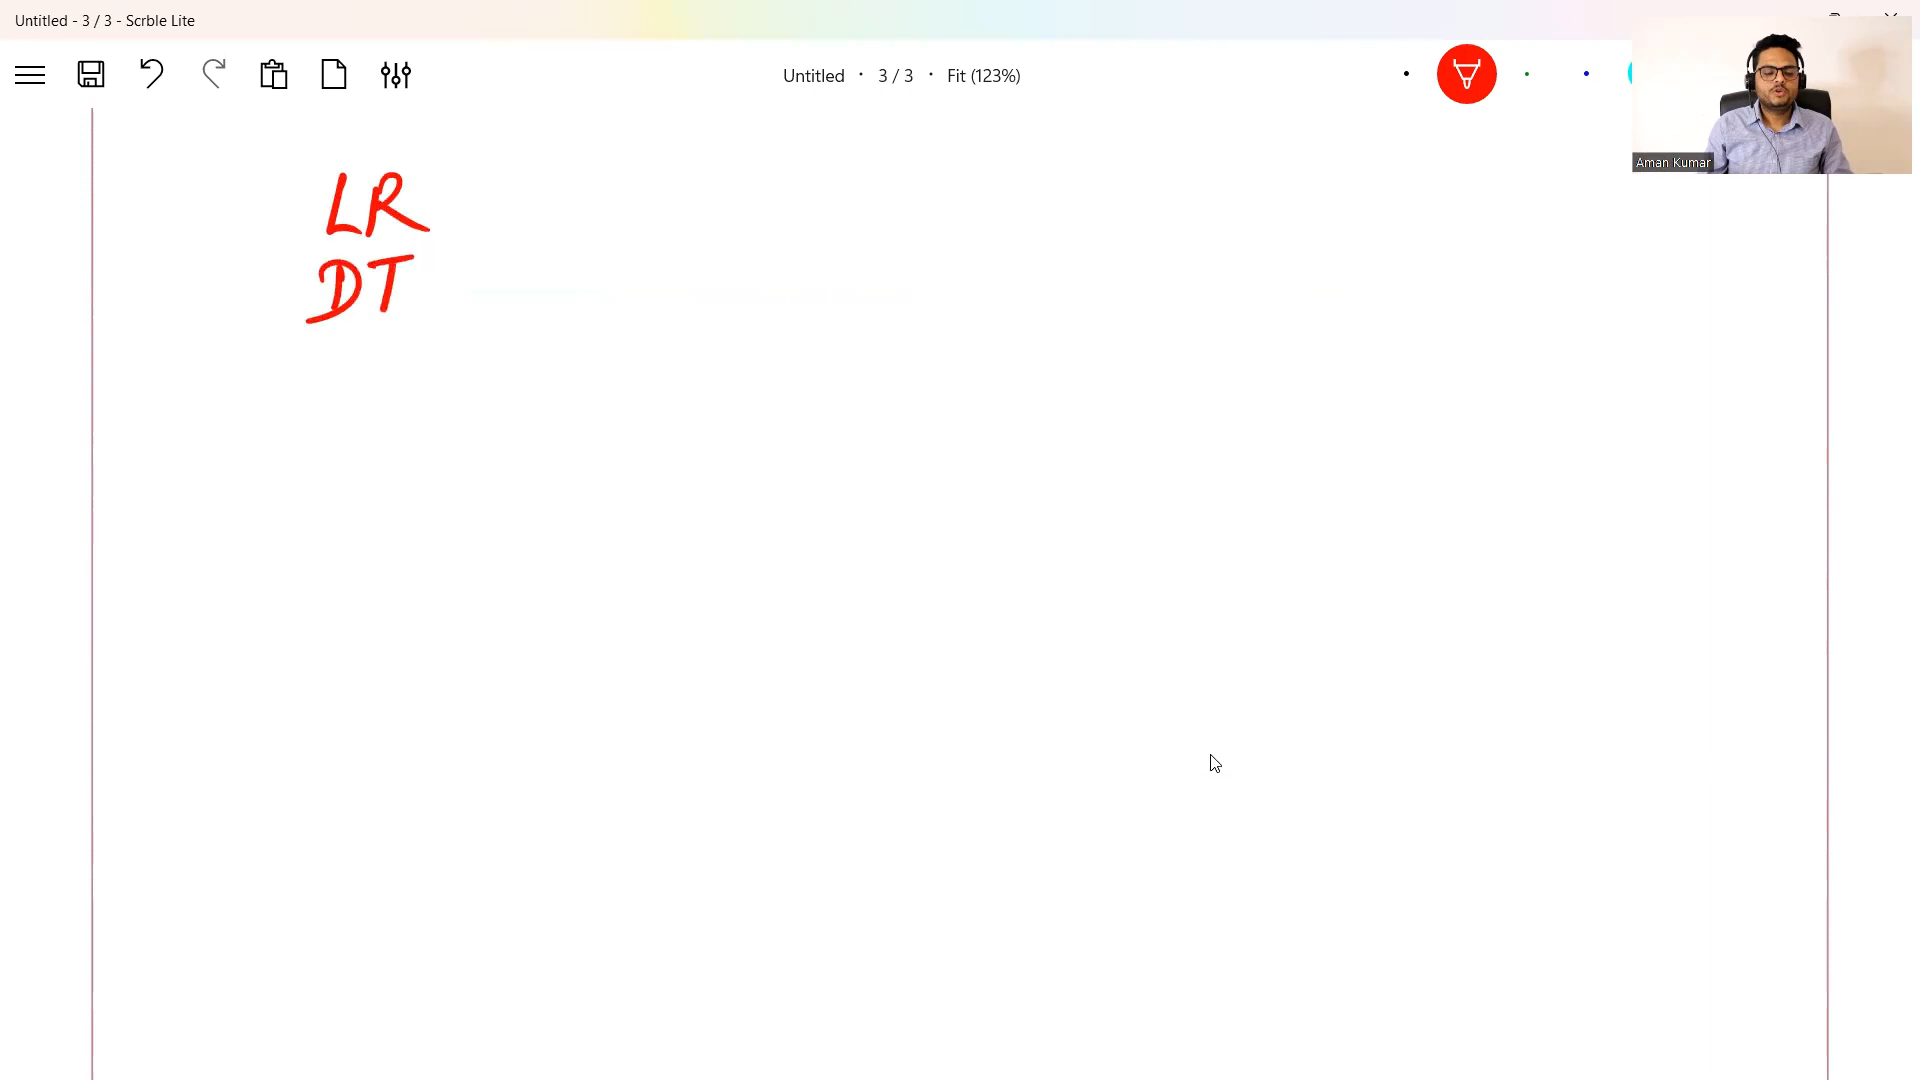 Untitled - 3 / 3 - Scrble Lite
Untitled · 3 / 3 · Fit (123%)
Aman Kumar
LR
DT